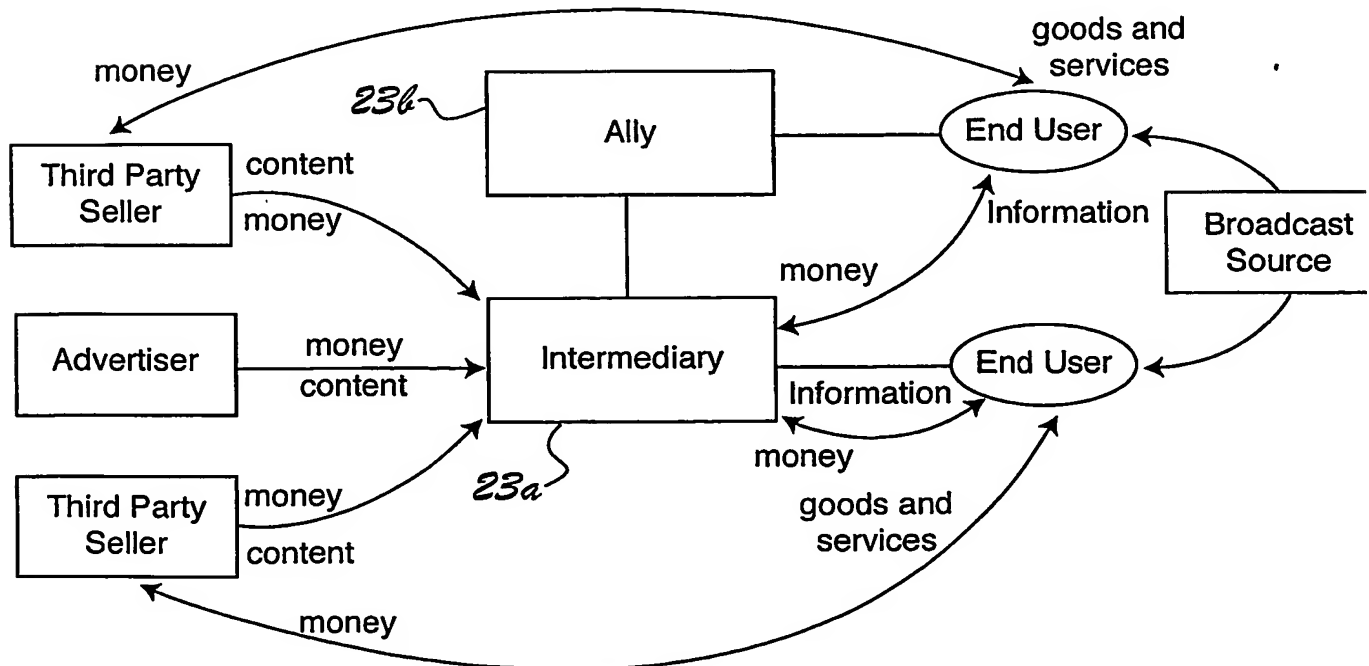 goods and
services
money
23b
Ally
End User
Third Party
Seller
content
money
Information
Broadcast
Source
money
Advertiser
money
content
Intermediary
End User
Information
money
23a
Third Party
Seller
money
content
goods and
services
money